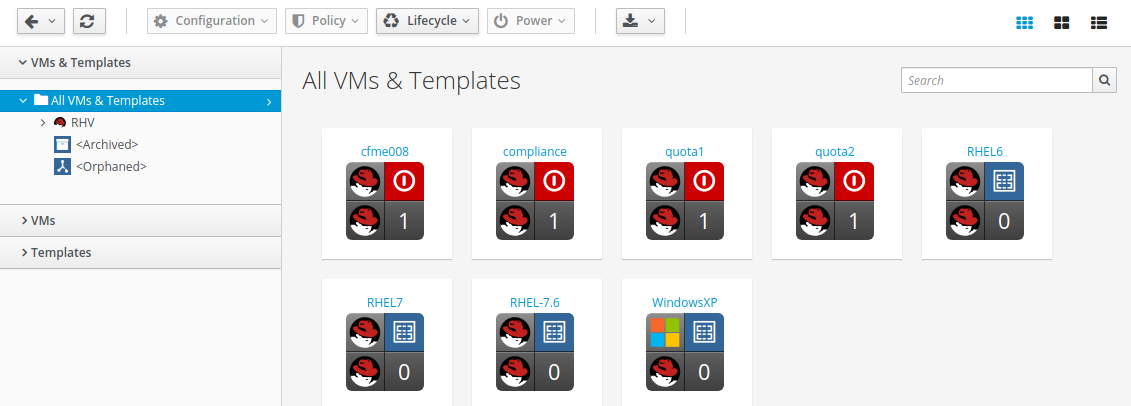 Configuration Policy Lifecycle Power
VMs & Templates
All VMs & Templates
RHV
<Archived>
<Orphaned>
VMs
Templates
All VMs & Templates
Search
cfme008 compliance quota1 quota2 RHEL6
1 1 1 1 0
RHEL7 RHEL-7.6 WindowsXP
0 0 0